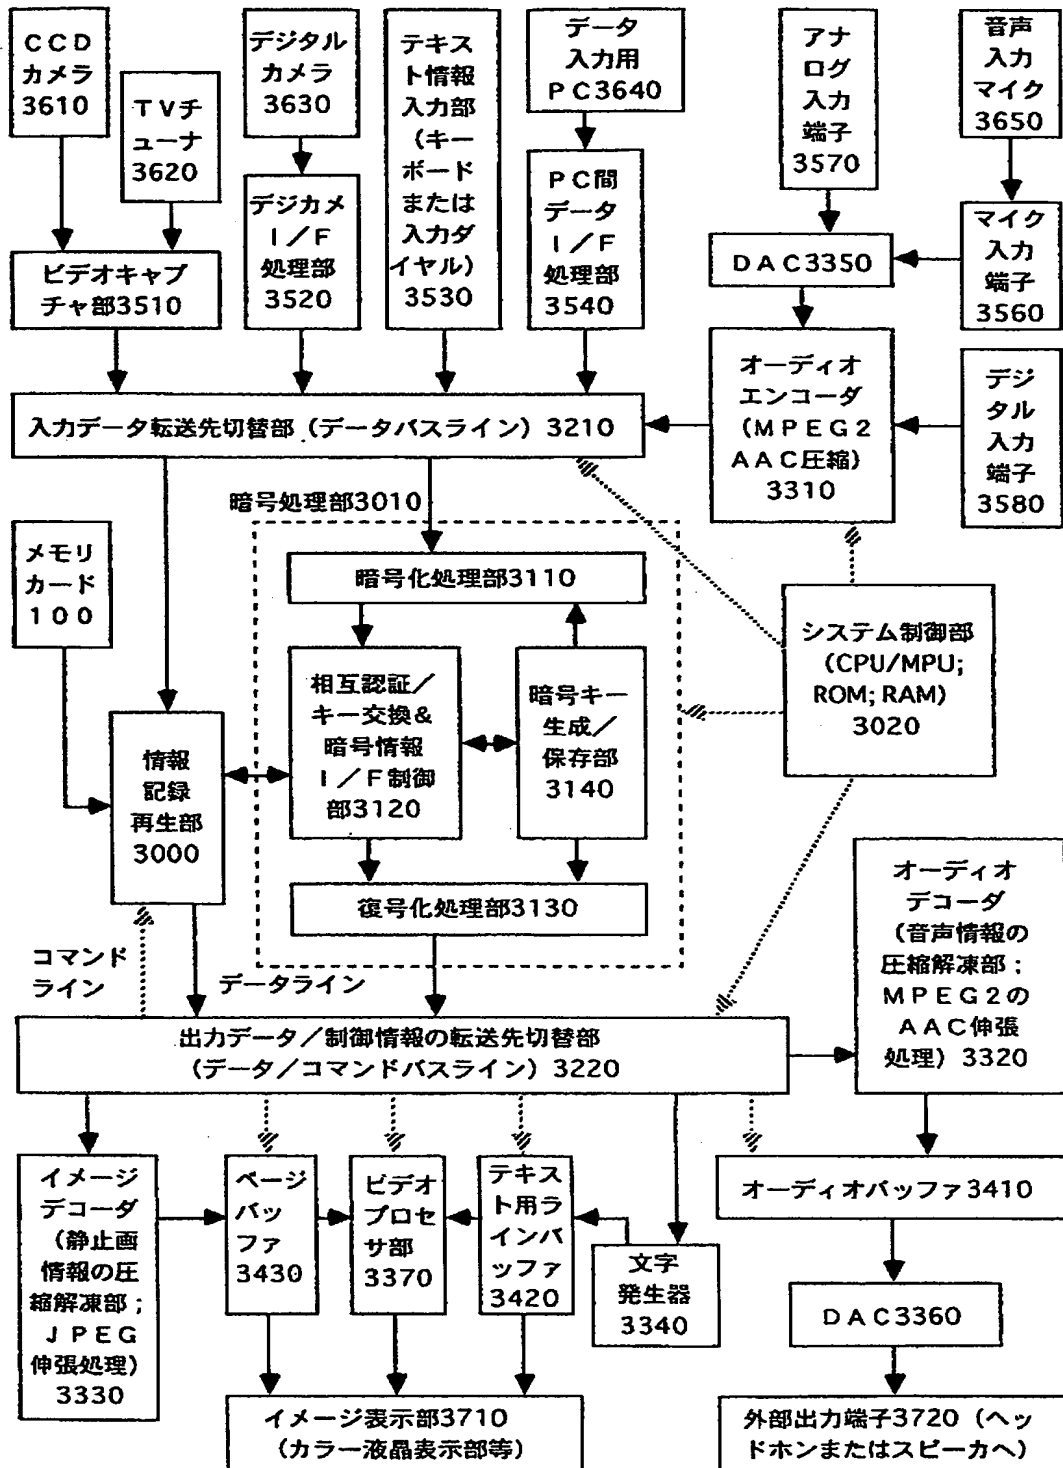 CCD
カメラ
3610
TVチ
ューナ
3620
デジタル
カメラ
3630
テキス
ト情報
入力部
（キー
ボード
または
入力ダ
イヤル）
3530
データ
入力用
PC3640
アナ
ログ
入力
端子
3570
音声
入力
マイク
3650
デジカメ
I／F
処理部
3520
PC間
データ
I／F
処理部
3540
DAC3350
マイク
入力
端子
3560
ビデオキャプ
チャ部3510
オーディオ
エンコーダ
（MPEG2
AAC圧縮）
3310
デジ
タル
入力
端子
3580
入力データ転送先切替部（データバスライン）3210
暗号処理部3010
メモリ
カード
100
暗号化処理部3110
システム制御部
（CPU/MPU;
ROM; RAM）
3020
相互認証／
キー交換&
暗号情報
I／F制御
部3120
暗号キー
生成／
保存部
3140
情報
記録
再生部
3000
復号化処理部3130
オーディオ
デコーダ
（音声情報の
圧縮解凍部；
MPEG2の
AAC伸張
処理）3320
コマンド
ライン
データライン
出力データ／制御情報の転送先切替部
（データ／コマンドバスライン）3220
イメージ
デコーダ
（静止画
情報の圧
縮解凍部；
JPEG
伸張処理）
3330
ページ
バッ
ファ
3430
ビデオ
プロセ
サ部
3370
テキス
ト用ラ
インバ
ッファ
3420
文字
発生器
3340
オーディオバッファ3410
DAC3360
イメージ表示部3710
（カラー液晶表示部等）
外部出力端子3720（ヘッ
ドホンまたはスピーカへ）